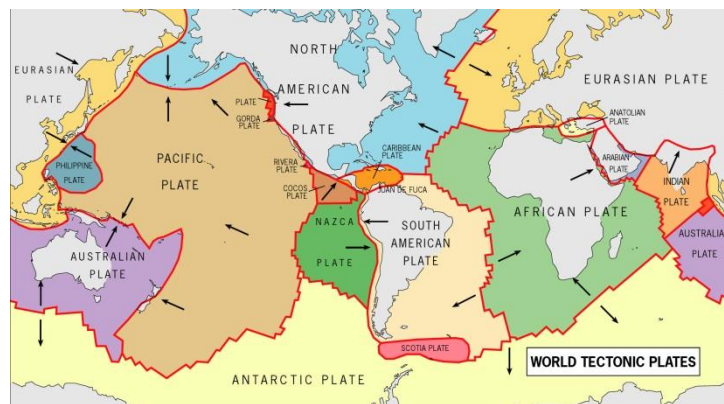 NORTH
AMERICAN
PLATE
EURASIAN
PLATE
EURASIAN PLATE
ANATOLIAN
PLATE
PLATE
GORDA
PLATE
CARIBBEAN
PLATE
ARABIAN
PLATE
PHILIPPINE
PLATE
PACIFIC
PLATE
RIVERA
PLATE
COCOS
PLATE
JUAN DE FUCA
INDIAN
PLATE
AFRICAN PLATE
NAZCA
PLATE
SOUTH
AMERICAN
PLATE
AUSTRALIAN
PLATE
AUSTRALIA
PLATE
SCOTIA PLATE
WORLD TECTONIC PLATES
ANTARCTIC PLATE